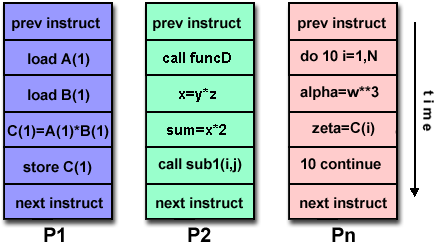 prev instruct
load A(1)
load B(1)
C(1)=A(1)*B(1)
store C(1)
next instruct
P1
prev instruct
call funcD
x=y*z
sum=x*2
call sub1(i,j)
next instruct
P2
prev instruct
do 10 i=1,N
alpha=w**3
zeta=C(i)
10 continue
next instruct
Pn
time